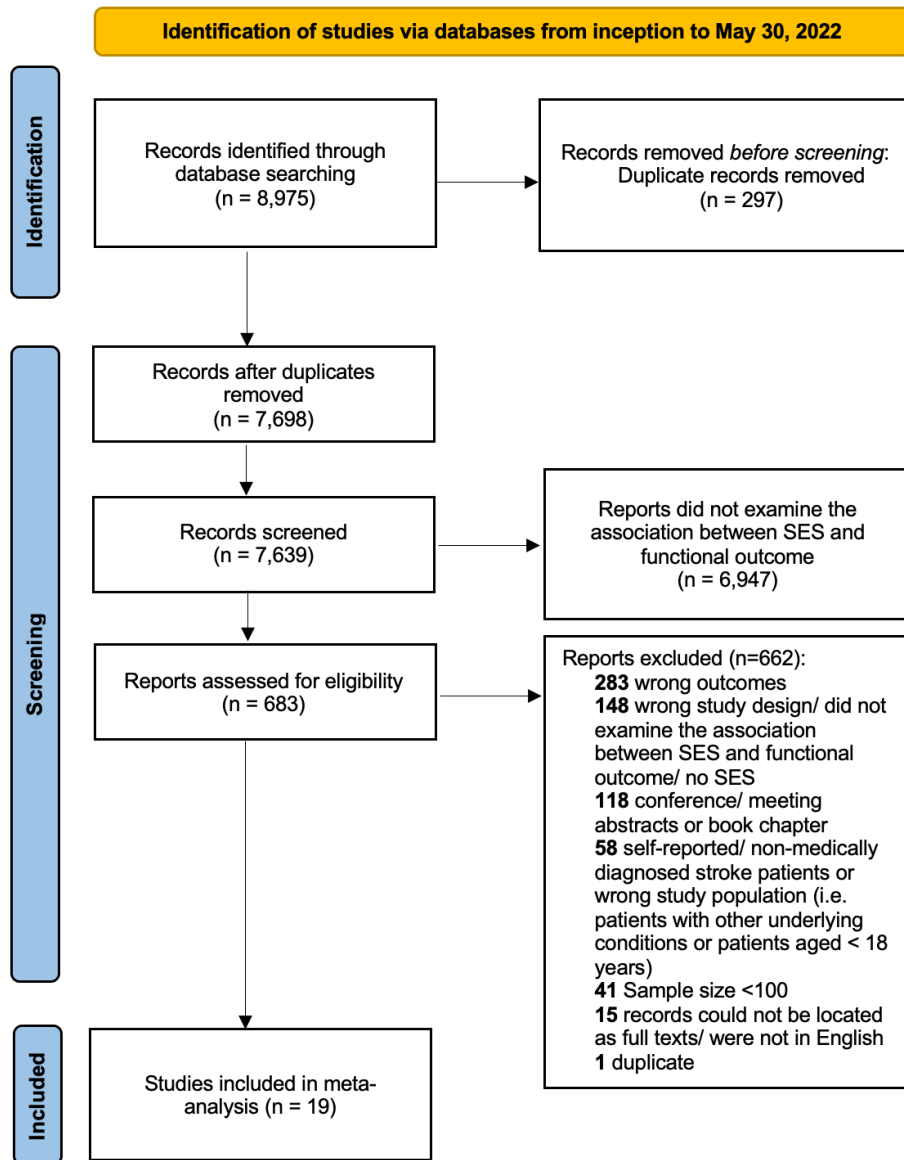 Identification of studies via databases from inception to May 30, 2022
Identification
Records identified through
database searching
(n = 8,975)
Records removed before screening:
Duplicate records removed
(n = 297)
Screening
Records after duplicates
removed
(n = 7,698)
Records screened
(n = 7,639)
Reports did not examine the
association between SES and
functional outcome
(n = 6,947)
Reports assessed for eligibility
(n = 683)
Reports excluded (n=662):
283 wrong outcomes
148 wrong study design/ did not
examine the association
between SES and functional
outcome/ no SES
118 conference/ meeting
abstracts or book chapter
58 self-reported/ non-medically
diagnosed stroke patients or
wrong study population (i.e.
patients with other underlying
conditions or patients aged < 18
years)
41 Sample size <100
15 records could not be located
as full texts/ were not in English
1 duplicate
Included
Studies included in meta-
analysis (n = 19)